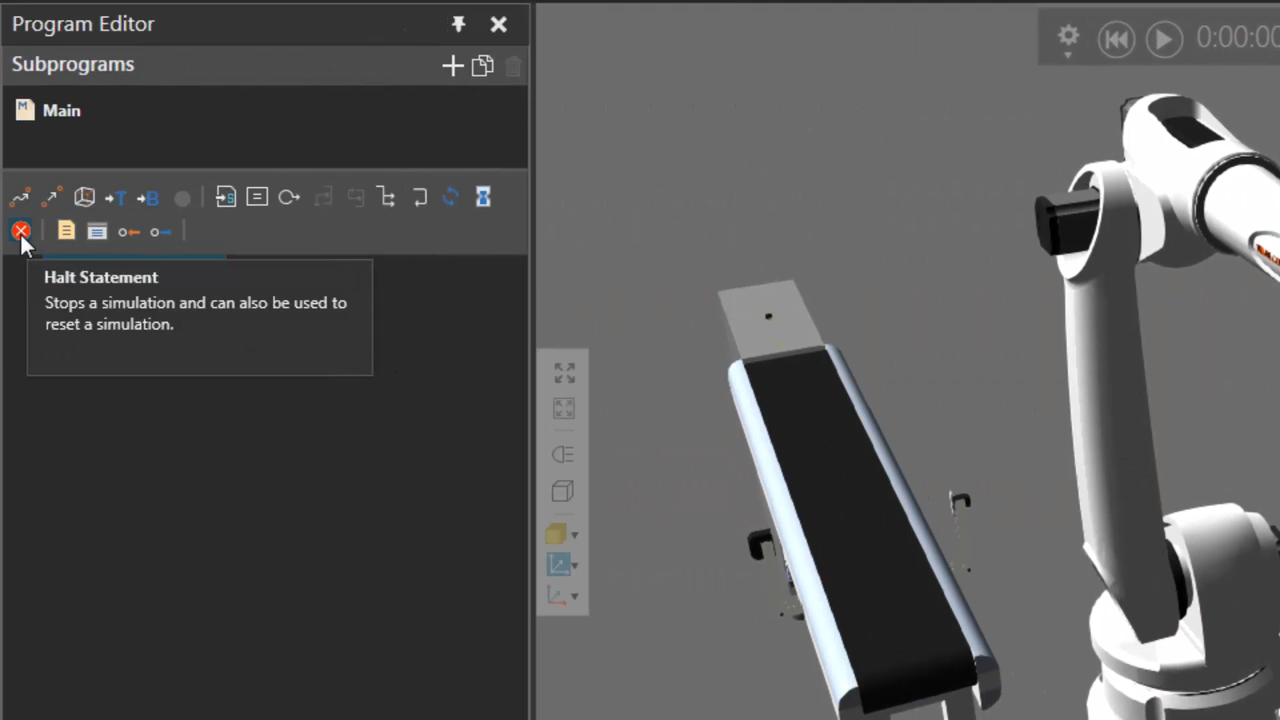 Program Editor
Subprograms
0:00:00
M Main
T
B
S
Halt Statement
Stops a simulation and can also be used to
reset a simulation.